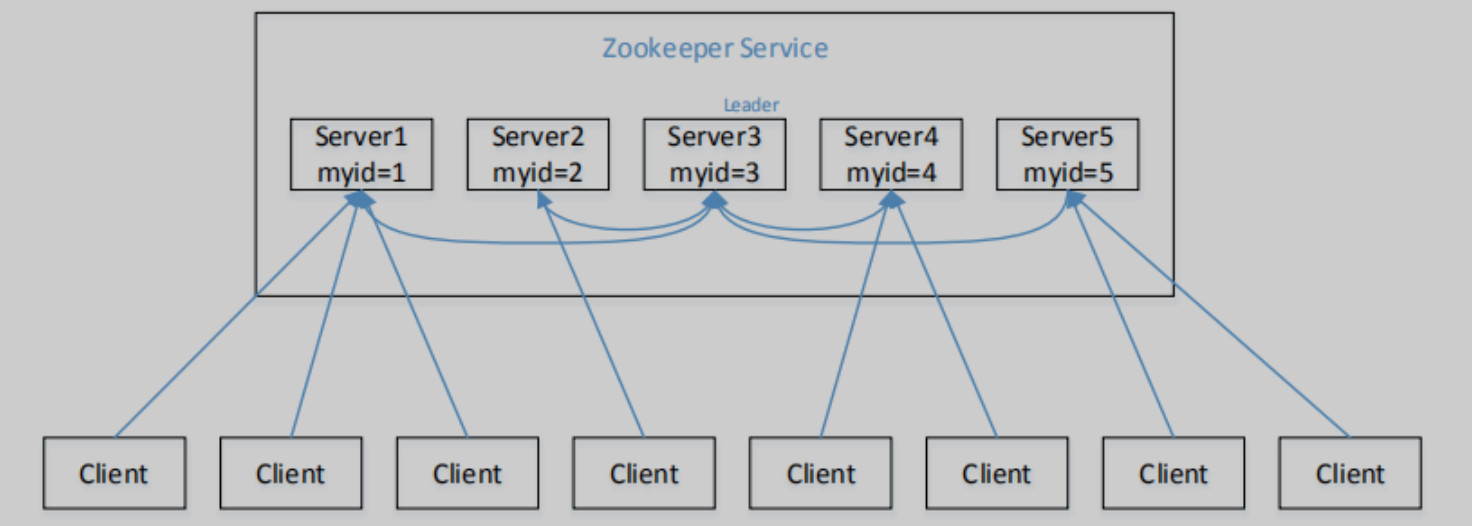 Zookeeper Service
Leader
Server1
myid=1
Server2
myid=2
Server3
myid=3
Server4
myid=4
Server5
myid=5
Client
Client
Client
Client
Client
Client
Client
Client